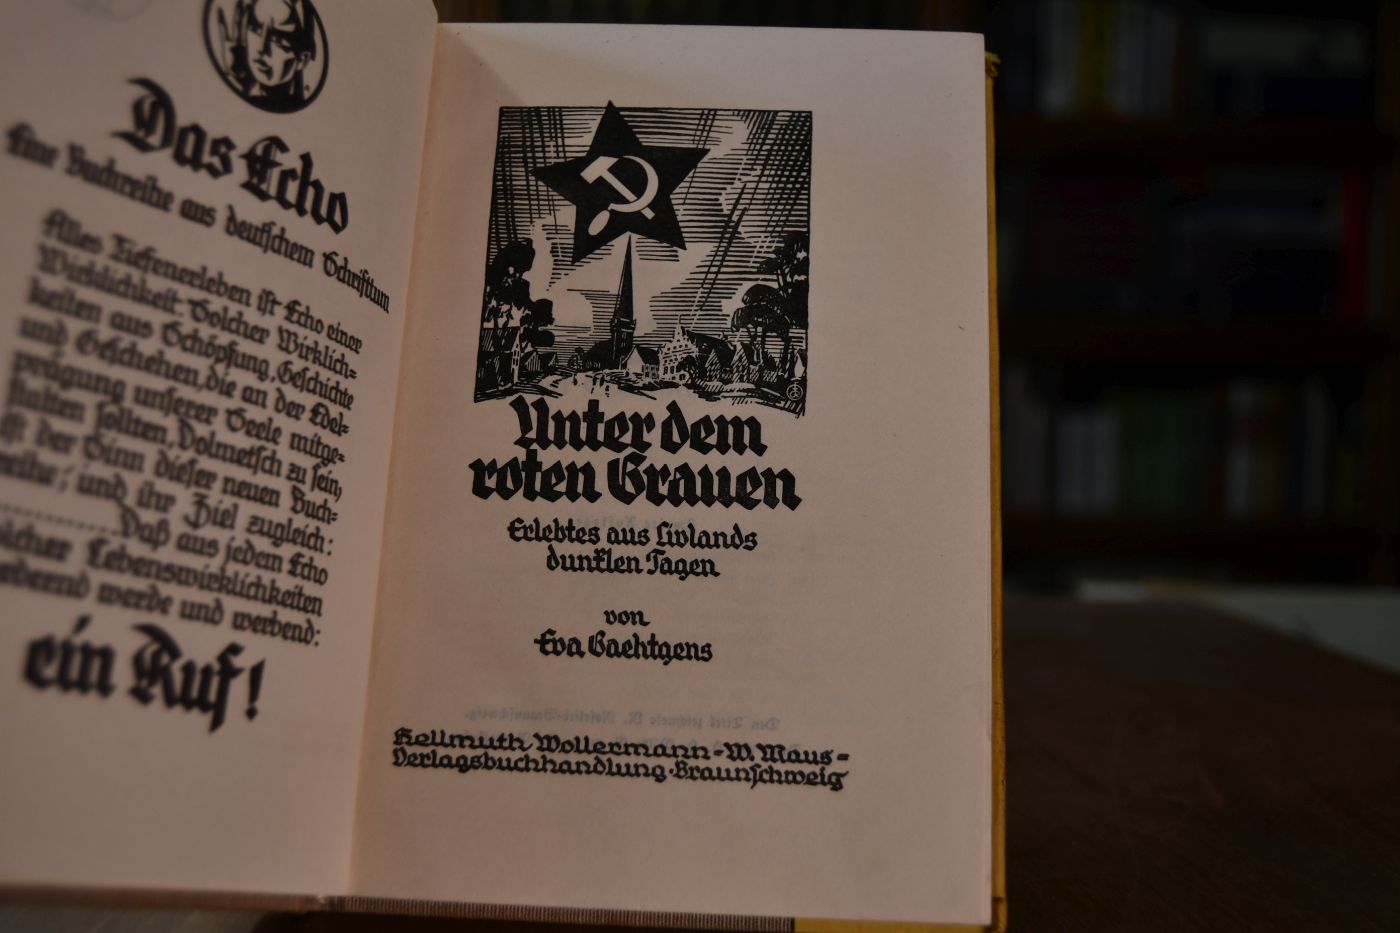 Das Echo
Eine Buchreihe aus deutschem Schrifttum
Alles Tiefenerleben ist Echo einer
Wirklichkeit. Solcher Wirklich-
keiten aus Schöpfung, Geschichte
und Geschehen, die an der Edel-
prägung unserer Seele mitge-
stalten sollten, Dolmetsch zu sein,
ist der Sinn dieser neuen Buch-
reihe; und ihr Ziel zugleich:
Daß aus jedem Echo
solcher Lebenswirklichkeiten
werde und werbend:
ein Ruf!
Unter dem
roten Grauen
Erlebtes aus Livlands
dunklen Tagen
von
Eva Gaehtgens
Hellmuth Wollermann-W. Maus-
Verlagsbuchhandlung·Braunschweig